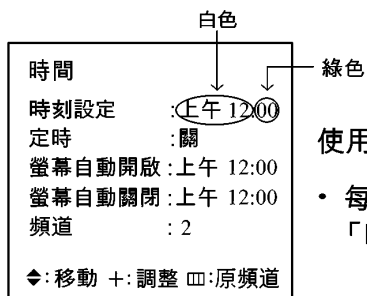 白色
綠色
時間
時刻設定 :上午 12:00
定時 :關
螢幕自動開啟:上午 12:00
螢幕自動關閉:上午 12:00
頻道 : 2
◆:移動 +:調整 Ⅲ:原頻道
使用
• 每
「